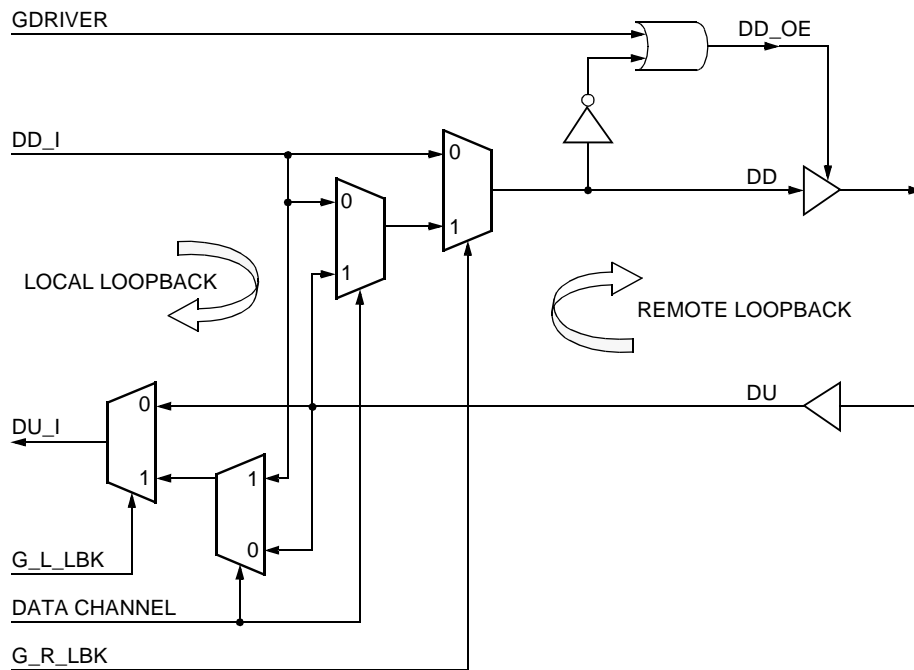 GDRIVER
DD_OE
DD_I
0
0
DD
1
1
LOCAL LOOPBACK
REMOTE LOOPBACK
DU
0
DU_I
1
1
0
G_L_LBK
DATA CHANNEL
G_R_LBK